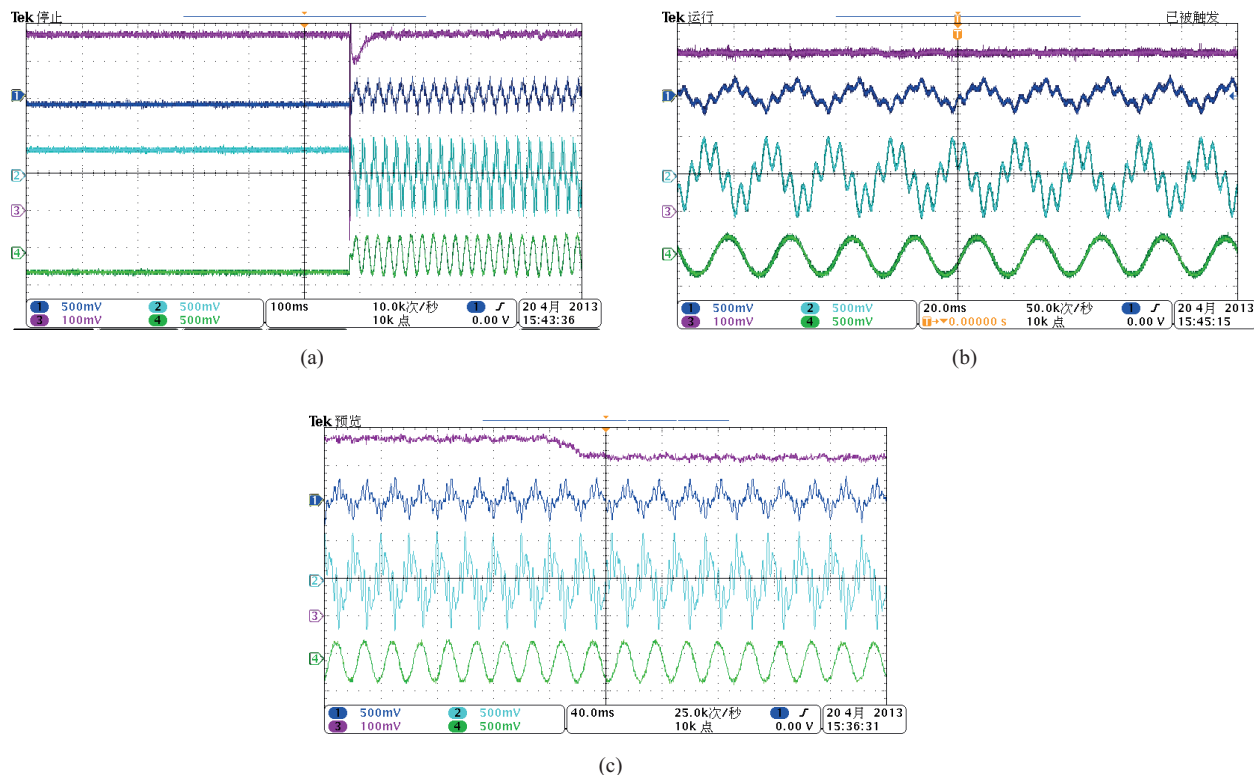 Tek 停止
1
2
3
4
1 500mV 2 500mV 100ms 10.0k次/秒 1 20 4月 2013
3 100mV 4 500mV 10k 点 0.00 V 15:43:36
(a)
Tek 运行 已被触发
T
T
1
2
3
4
1 500mV 2 500mV 20.0ms 50.0k次/秒 1 20 4月 2013
3 100mV 4 500mV T→▼0.00000 s 10k 点 0.00 V 15:45:15
(b)
Tek 预览
1
2
3
4
1 500mV 2 500mV 40.0ms 25.0k次/秒 1 20 4月 2013
3 100mV 4 500mV 10k 点 0.00 V 15:36:31
(c)